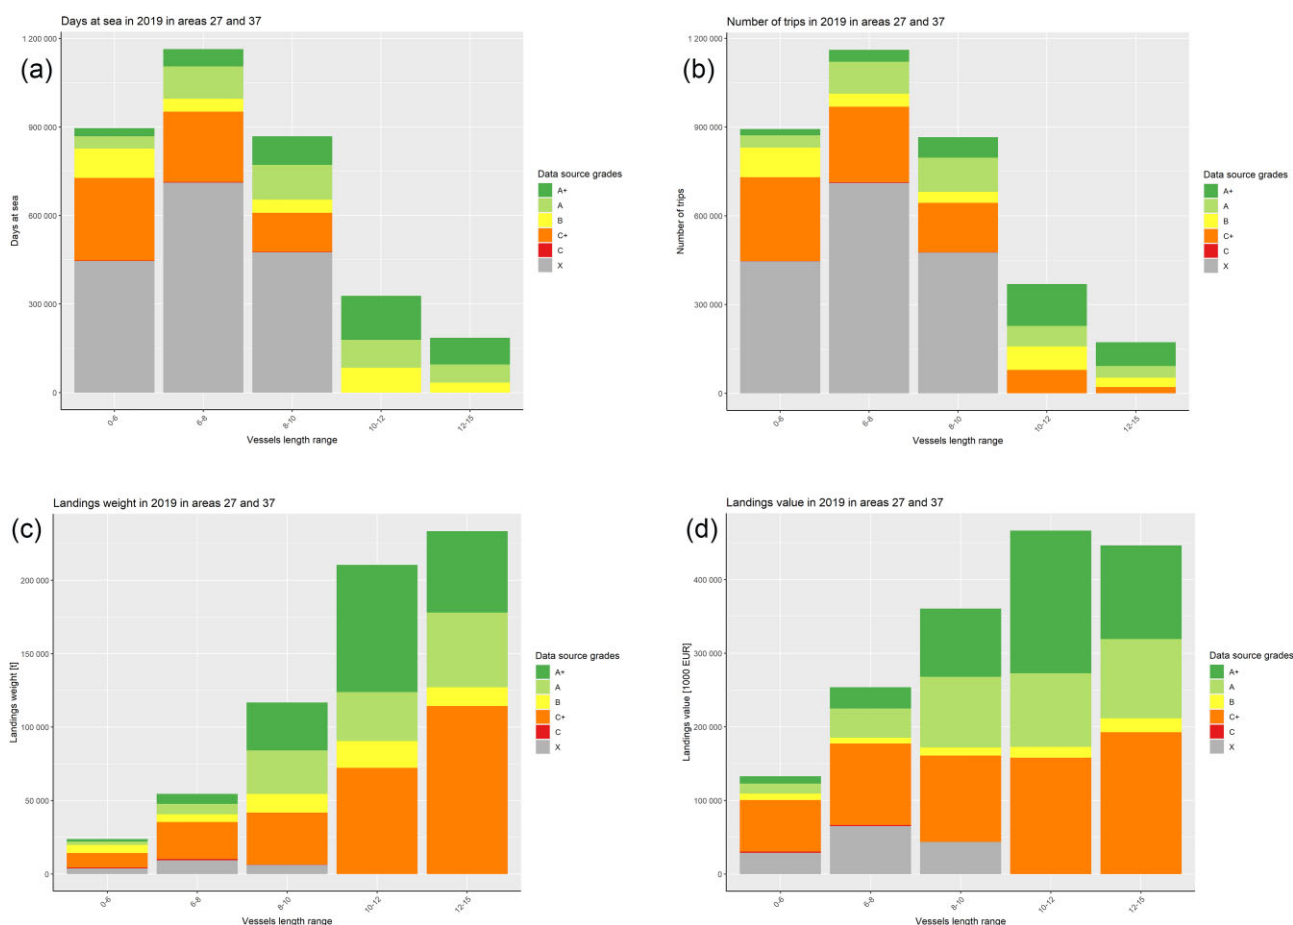 Days at sea in 2019 in areas 27 and 37
(a)
1 200 000
900 000
600 000
300 000
0
Days at sea
0-6
6-8
8-10
10-12
12-15
Vessels length range
Data source grades
A+
A
B
C+
C
X
Number of trips in 2019 in areas 27 and 37
(b)
1 200 000
900 000
600 000
300 000
0
Number of trips
0-6
6-8
8-10
10-12
12-15
Vessels length range
Data source grades
A+
A
B
C+
C
X
Landings weight in 2019 in areas 27 and 37
(c)
200 000
150 000
100 000
50 000
0
Landings weight [t]
0-6
6-8
8-10
10-12
12-15
Vessels length range
Data source grades
A+
A
B
C+
C
X
Landings value in 2019 in areas 27 and 37
(d)
400 000
300 000
200 000
100 000
0
Landings value [1000 EUR]
0-6
6-8
8-10
10-12
12-15
Vessels length range
Data source grades
A+
A
B
C+
C
X